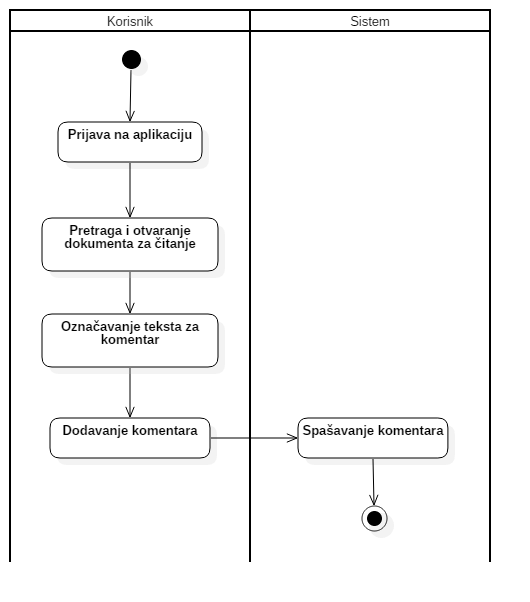 Korisnik
Sistem
Prijava na aplikaciju
Pretraga i otvaranje
dokumenta za čitanje
Označavanje teksta za
komentar
Dodavanje komentara
Spašavanje komentara